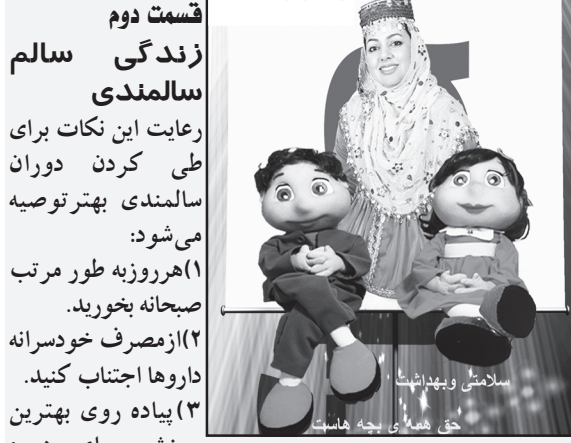 قسمت دوم
زندگی سالم
سالمندی
رعایت این نکات برای
طی کردن دوران
سالمندی بهترتوصیه
می‌شود:
۱)هرروزبه طور مرتب
صبحانه بخورید.
۲)ازمصرف خودسرانه
داروها اجتناب کنید.
۳)پیاده روی بهترین
سلامتی وبهداشت
حق همه ی بچه هاست